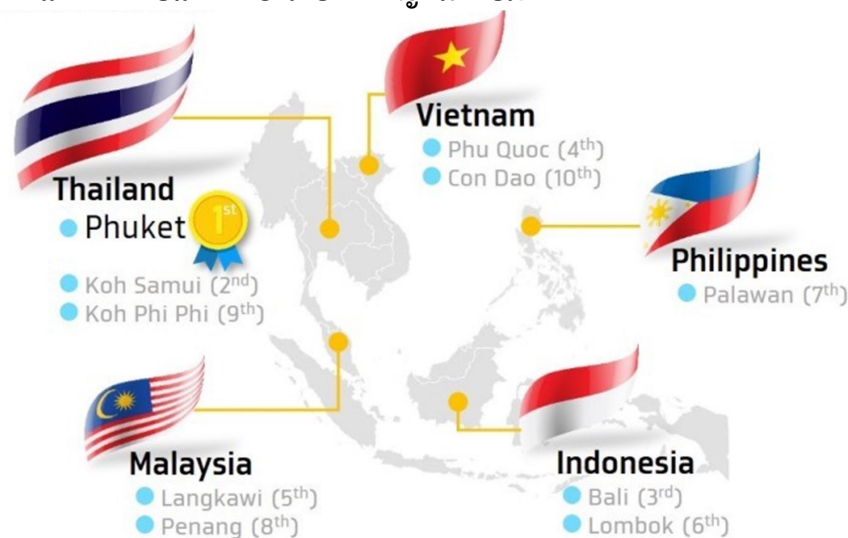 Vietnam
Phu Quoc (4th)
Con Dao (10th)
Thailand
Phuket 1st
Koh Samui (2nd)
Koh Phi Phi (9th)
Philippines
Palawan (7th)
Malaysia
Langkawi (5th)
Penang (8th)
Indonesia
Bali (3rd)
Lombok (6th)